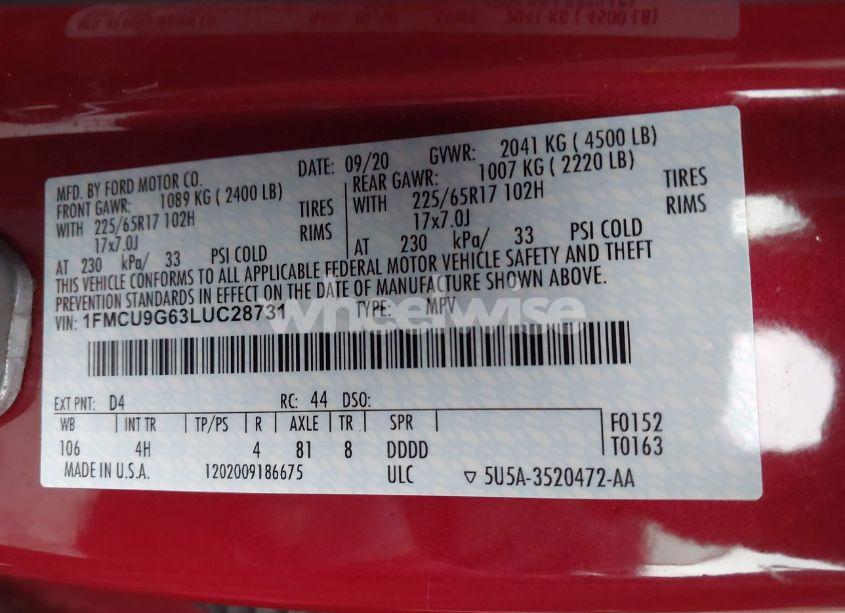 MFD. BY FORD MOTOR CO. DATE: 09/20 GVWR: 2041 KG ( 4500 LB)
FRONT GAWR: 1089 KG ( 2400 LB) REAR GAWR: 1007 KG ( 2220 LB)
WITH 225/65R17 102H TIRES WITH 225/65R17 102H TIRES
17x7.0J RIMS 17x7.0J RIMS
AT 230 kPa/ 33 PSI COLD AT 230 kPa/ 33 PSI COLD
THIS VEHICLE CONFORMS TO ALL APPLICABLE FEDERAL MOTOR VEHICLE SAFETY AND THEFT
PREVENTION STANDARDS IN EFFECT ON THE DATE OF MANUFACTURE SHOWN ABOVE.
VIN: 1FMCU9G63LUC28731 TYPE: MPV
wheelwise
EXT PNT: D4 RC: 44 DSO:
WB INT TR TP/PS R AXLE TR SPR F0152
106 4H 4 81 8 DDDD T0163
MADE IN U.S.A. 1202009186675 ULC ▽ 5U5A-3520472-AA